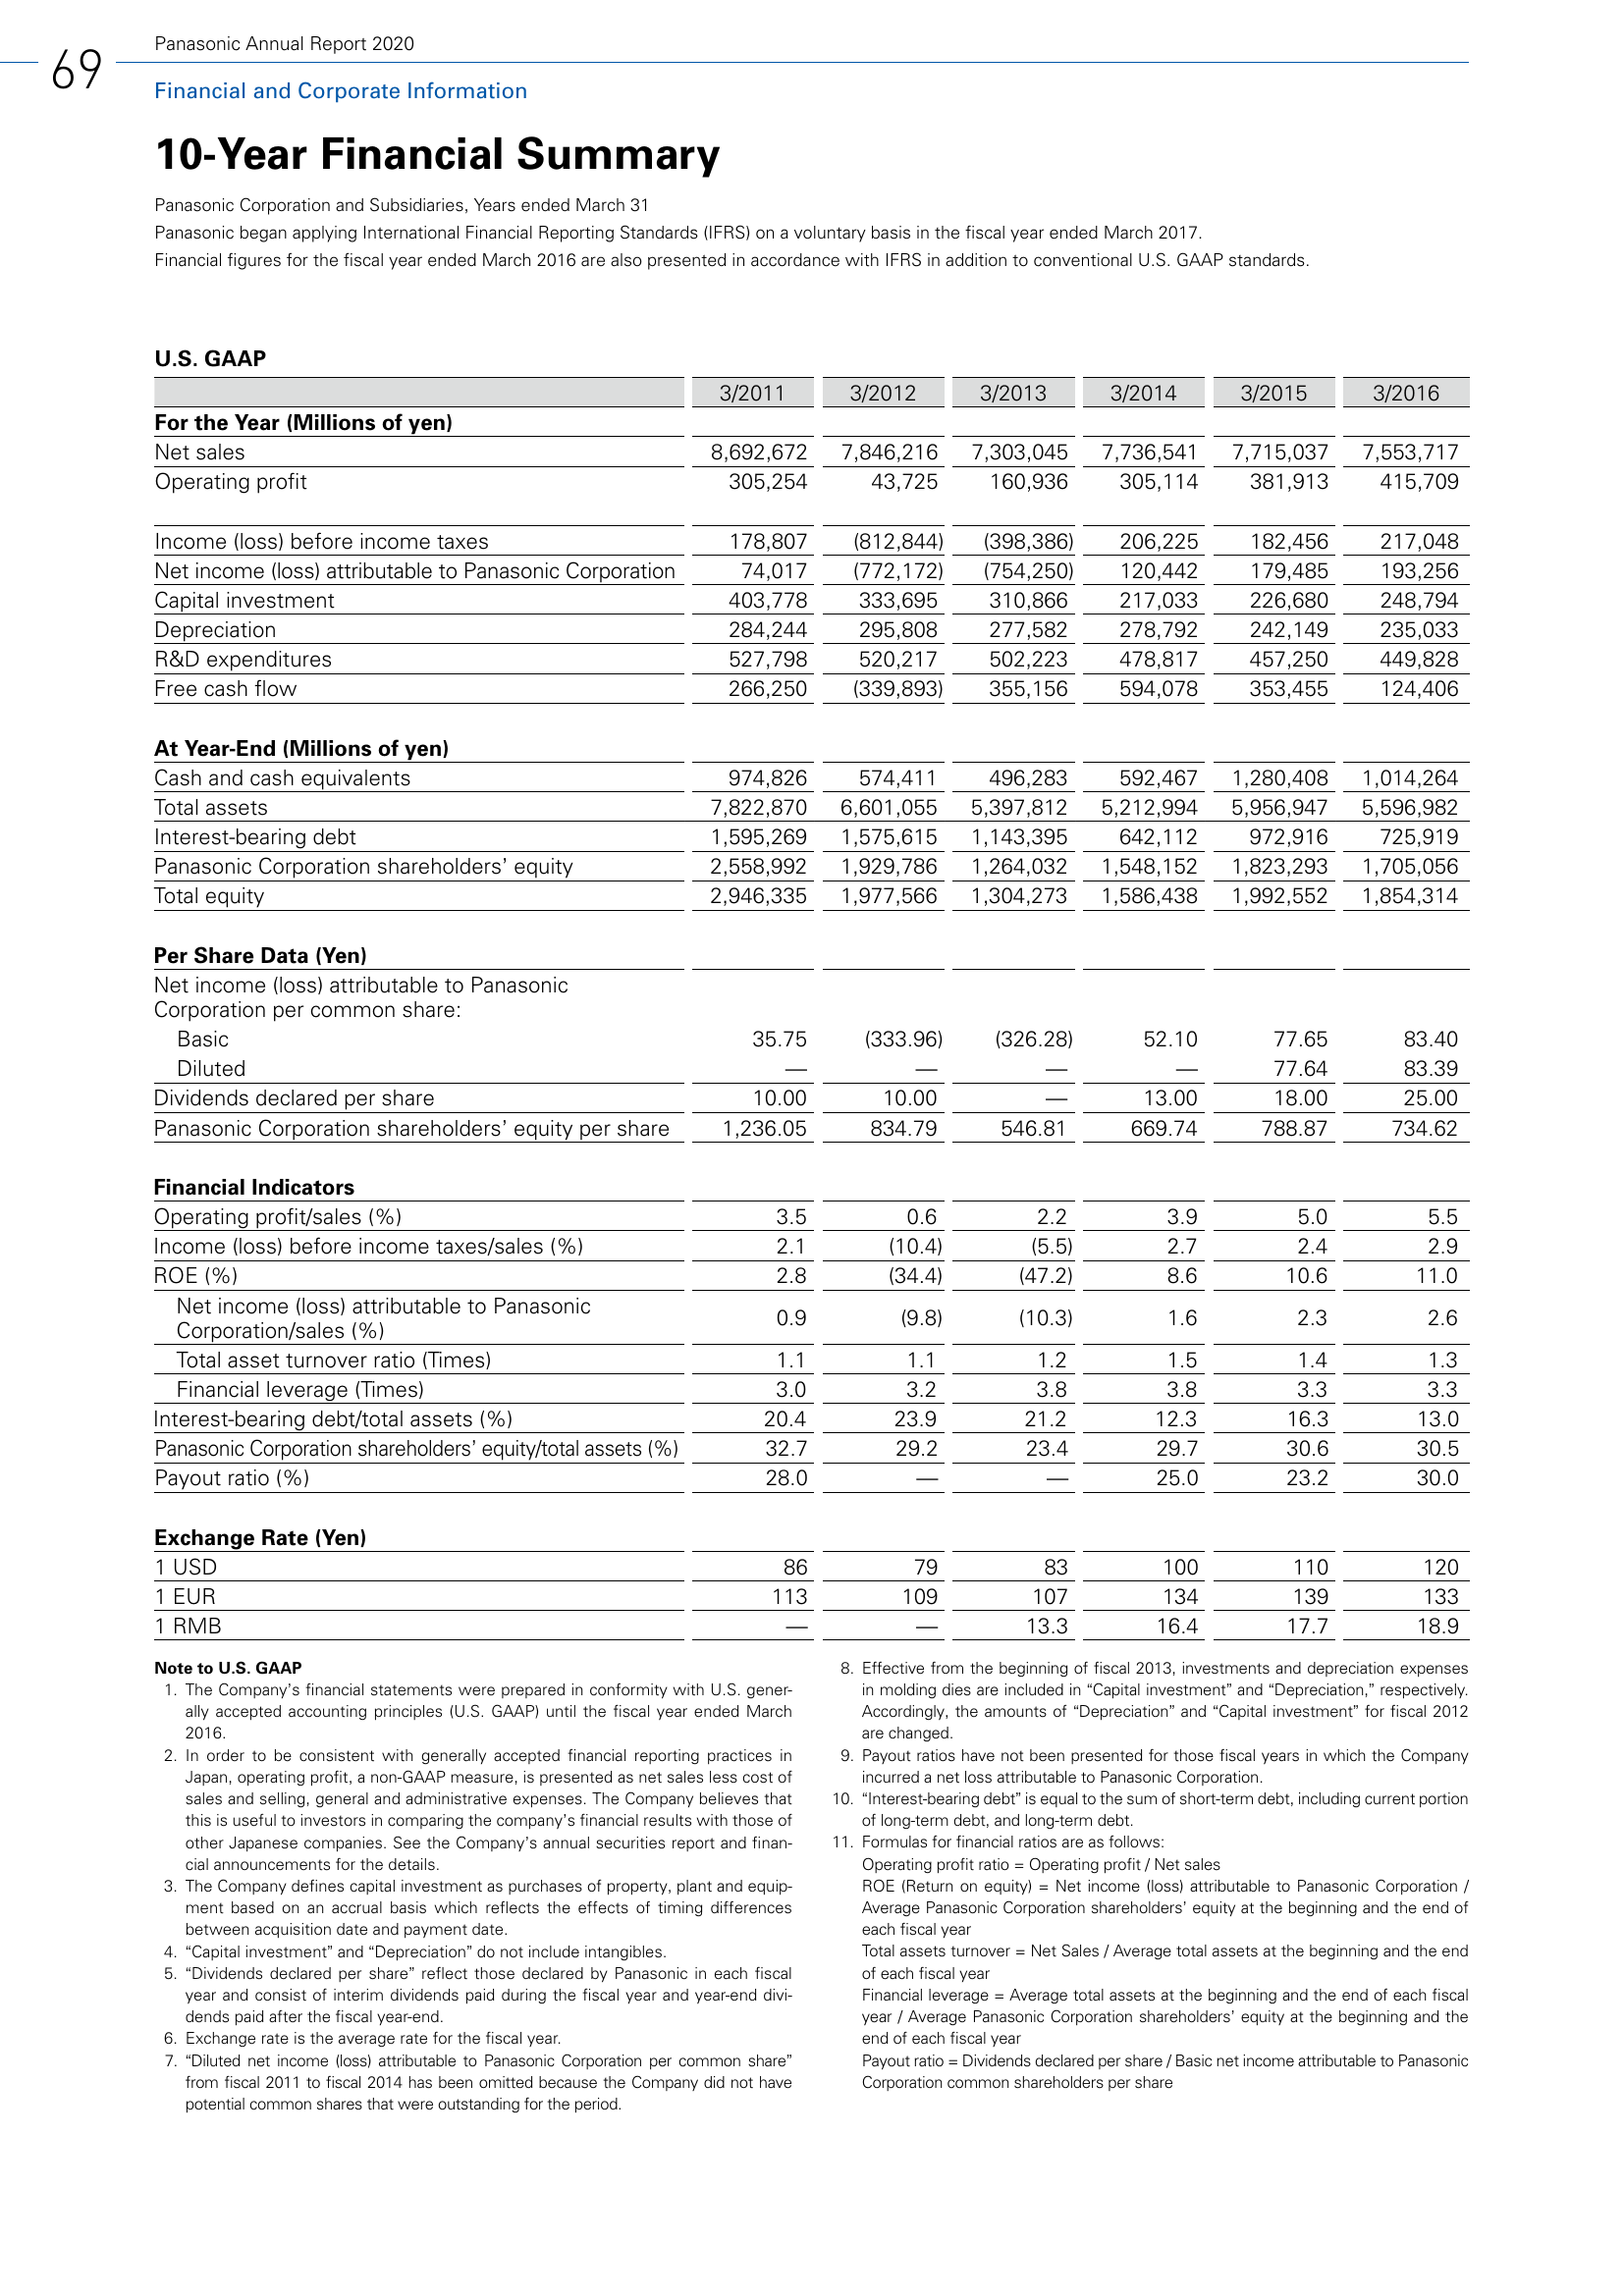 Panasonic Annual Report 2020
69
Financial and Corporate Information
10-Year Financial Summary
Panasonic Corporation and Subsidiaries, Years ended March 31
Panasonic began applying International Financial Reporting Standards (IFRS) on a voluntary basis in the fiscal year ended March 2017.
Financial figures for the fiscal year ended March 2016 are also presented in accordance with IFRS in addition to conventional U.S. GAAP standards.
U.S. GAAP
3/2011 3/2012 3/2013 3/2014 3/2015 3/2016
For the Year (Millions of yen)
Net sales 8,692,672 7,846,216 7,303,045 7,736,541 7,715,037 7,553,717
Operating profit 305,254 43,725 160,936 305,114 381,913 415,709
Income (loss) before income taxes 178,807 (812,844) (398,386) 206,225 182,456 217,048
Net income (loss) attributable to Panasonic Corporation 74,017 (772,172) (754,250) 120,442 179,485 193,256
Capital investment 403,778 333,695 310,866 217,033 226,680 248,794
Depreciation 284,244 295,808 277,582 278,792 242,149 235,033
R&D expenditures 527,798 520,217 502,223 478,817 457,250 449,828
Free cash flow 266,250 (339,893) 355,156 594,078 353,455 124,406
At Year-End (Millions of yen)
Cash and cash equivalents 974,826 574,411 496,283 592,467 1,280,408 1,014,264
Total assets 7,822,870 6,601,055 5,397,812 5,212,994 5,956,947 5,596,982
Interest-bearing debt 1,595,269 1,575,615 1,143,395 642,112 972,916 725,919
Panasonic Corporation shareholders’ equity 2,558,992 1,929,786 1,264,032 1,548,152 1,823,293 1,705,056
Total equity 2,946,335 1,977,566 1,304,273 1,586,438 1,992,552 1,854,314
Per Share Data (Yen)
Net income (loss) attributable to Panasonic
Corporation per common share:
Basic 35.75 (333.96) (326.28) 52.10 77.65 83.40
Diluted — — — — 77.64 83.39
Dividends declared per share 10.00 10.00 — 13.00 18.00 25.00
Panasonic Corporation shareholders’ equity per share 1,236.05 834.79 546.81 669.74 788.87 734.62
Financial Indicators
Operating profit/sales (%) 3.5 0.6 2.2 3.9 5.0 5.5
Income (loss) before income taxes/sales (%) 2.1 (10.4) (5.5) 2.7 2.4 2.9
ROE (%) 2.8 (34.4) (47.2) 8.6 10.6 11.0
Net income (loss) attributable to Panasonic
Corporation/sales (%) 0.9 (9.8) (10.3) 1.6 2.3 2.6
Total asset turnover ratio (Times) 1.1 1.1 1.2 1.5 1.4 1.3
Financial leverage (Times) 3.0 3.2 3.8 3.8 3.3 3.3
Interest-bearing debt/total assets (%) 20.4 23.9 21.2 12.3 16.3 13.0
Panasonic Corporation shareholders’ equity/total assets (%) 32.7 29.2 23.4 29.7 30.6 30.5
Payout ratio (%) 28.0 — — 25.0 23.2 30.0
Exchange Rate (Yen)
1 USD 86 79 83 100 110 120
1 EUR 113 109 107 134 139 133
1 RMB — — 13.3 16.4 17.7 18.9
Note to U.S. GAAP
1. The Company’s financial statements were prepared in conformity with U.S. gener-
ally accepted accounting principles (U.S. GAAP) until the fiscal year ended March
2016.
2. In order to be consistent with generally accepted financial reporting practices in
Japan, operating profit, a non-GAAP measure, is presented as net sales less cost of
sales and selling, general and administrative expenses. The Company believes that
this is useful to investors in comparing the company’s financial results with those of
other Japanese companies. See the Company’s annual securities report and finan-
cial announcements for the details.
3. The Company defines capital investment as purchases of property, plant and equip-
ment based on an accrual basis which reflects the effects of timing differences
between acquisition date and payment date.
4. “Capital investment” and “Depreciation” do not include intangibles.
5. “Dividends declared per share” reflect those declared by Panasonic in each fiscal
year and consist of interim dividends paid during the fiscal year and year-end divi-
dends paid after the fiscal year-end.
6. Exchange rate is the average rate for the fiscal year.
7. “Diluted net income (loss) attributable to Panasonic Corporation per common share”
from fiscal 2011 to fiscal 2014 has been omitted because the Company did not have
potential common shares that were outstanding for the period.
8. Effective from the beginning of fiscal 2013, investments and depreciation expenses
in molding dies are included in “Capital investment” and “Depreciation,” respectively.
Accordingly, the amounts of “Depreciation” and “Capital investment” for fiscal 2012
are changed.
9. Payout ratios have not been presented for those fiscal years in which the Company
incurred a net loss attributable to Panasonic Corporation.
10. “Interest-bearing debt” is equal to the sum of short-term debt, including current portion
of long-term debt, and long-term debt.
11. Formulas for financial ratios are as follows:
Operating profit ratio = Operating profit / Net sales
ROE (Return on equity) = Net income (loss) attributable to Panasonic Corporation /
Average Panasonic Corporation shareholders’ equity at the beginning and the end of
each fiscal year
Total assets turnover = Net Sales / Average total assets at the beginning and the end
of each fiscal year
Financial leverage = Average total assets at the beginning and the end of each fiscal
year / Average Panasonic Corporation shareholders’ equity at the beginning and the
end of each fiscal year
Payout ratio = Dividends declared per share / Basic net income attributable to Panasonic
Corporation common shareholders per share